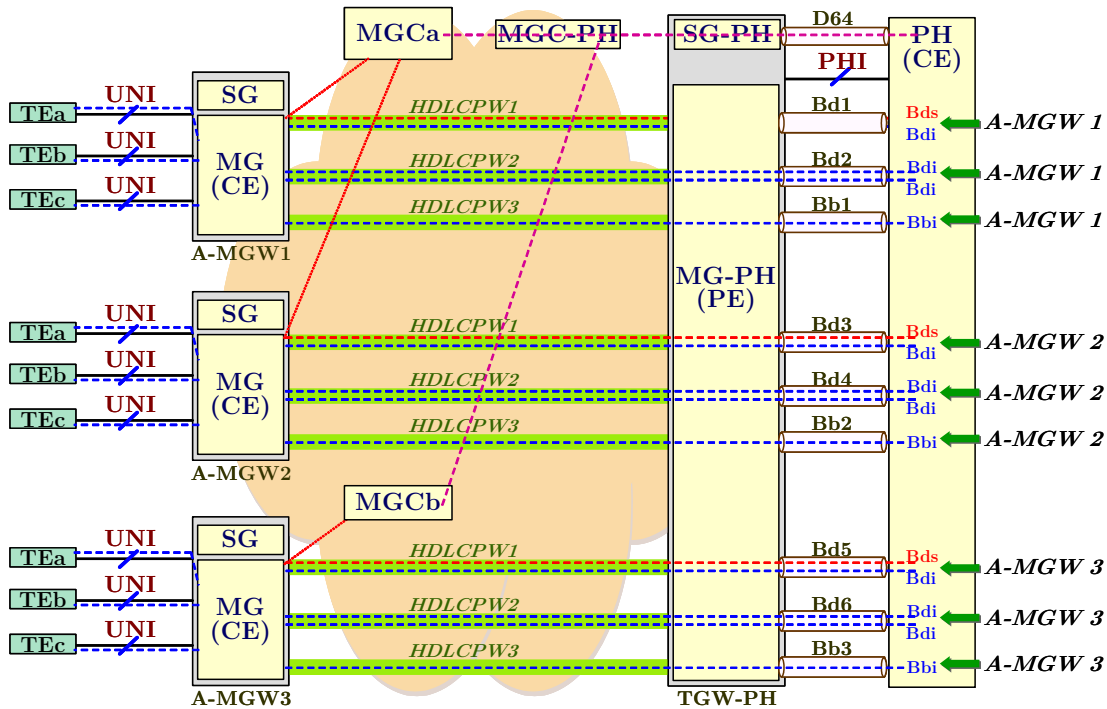 D64
MGCa
MGC-PH
SG-PH
PH
(CE)
PHI
UNI
SG
HDLCPW1
Bd1
Bds
TEa
A-MGW 1
Bdi
UNI
MG
(CE)
HDLCPW2
Bd2
TEb
Bdi
A-MGW 1
Bdi
UNI
TEc
HDLCPW3
Bb1
Bbi
A-MGW 1
A-MGW1
MG-PH
(PE)
UNI
SG
HDLCPW1
Bd3
TEa
Bds
A-MGW 2
Bdi
UNI
MG
(CE)
HDLCPW2
Bd4
TEb
Bdi
A-MGW 2
Bdi
UNI
TEc
HDLCPW3
Bb2
Bbi
A-MGW 2
A-MGW2
MGCb
UNI
SG
HDLCPW1
Bd5
TEa
Bds
A-MGW 3
Bdi
UNI
MG
(CE)
HDLCPW2
Bd6
TEb
Bdi
A-MGW 3
Bdi
UNI
TEc
HDLCPW3
Bb3
Bbi
A-MGW 3
A-MGW3
TGW-PH